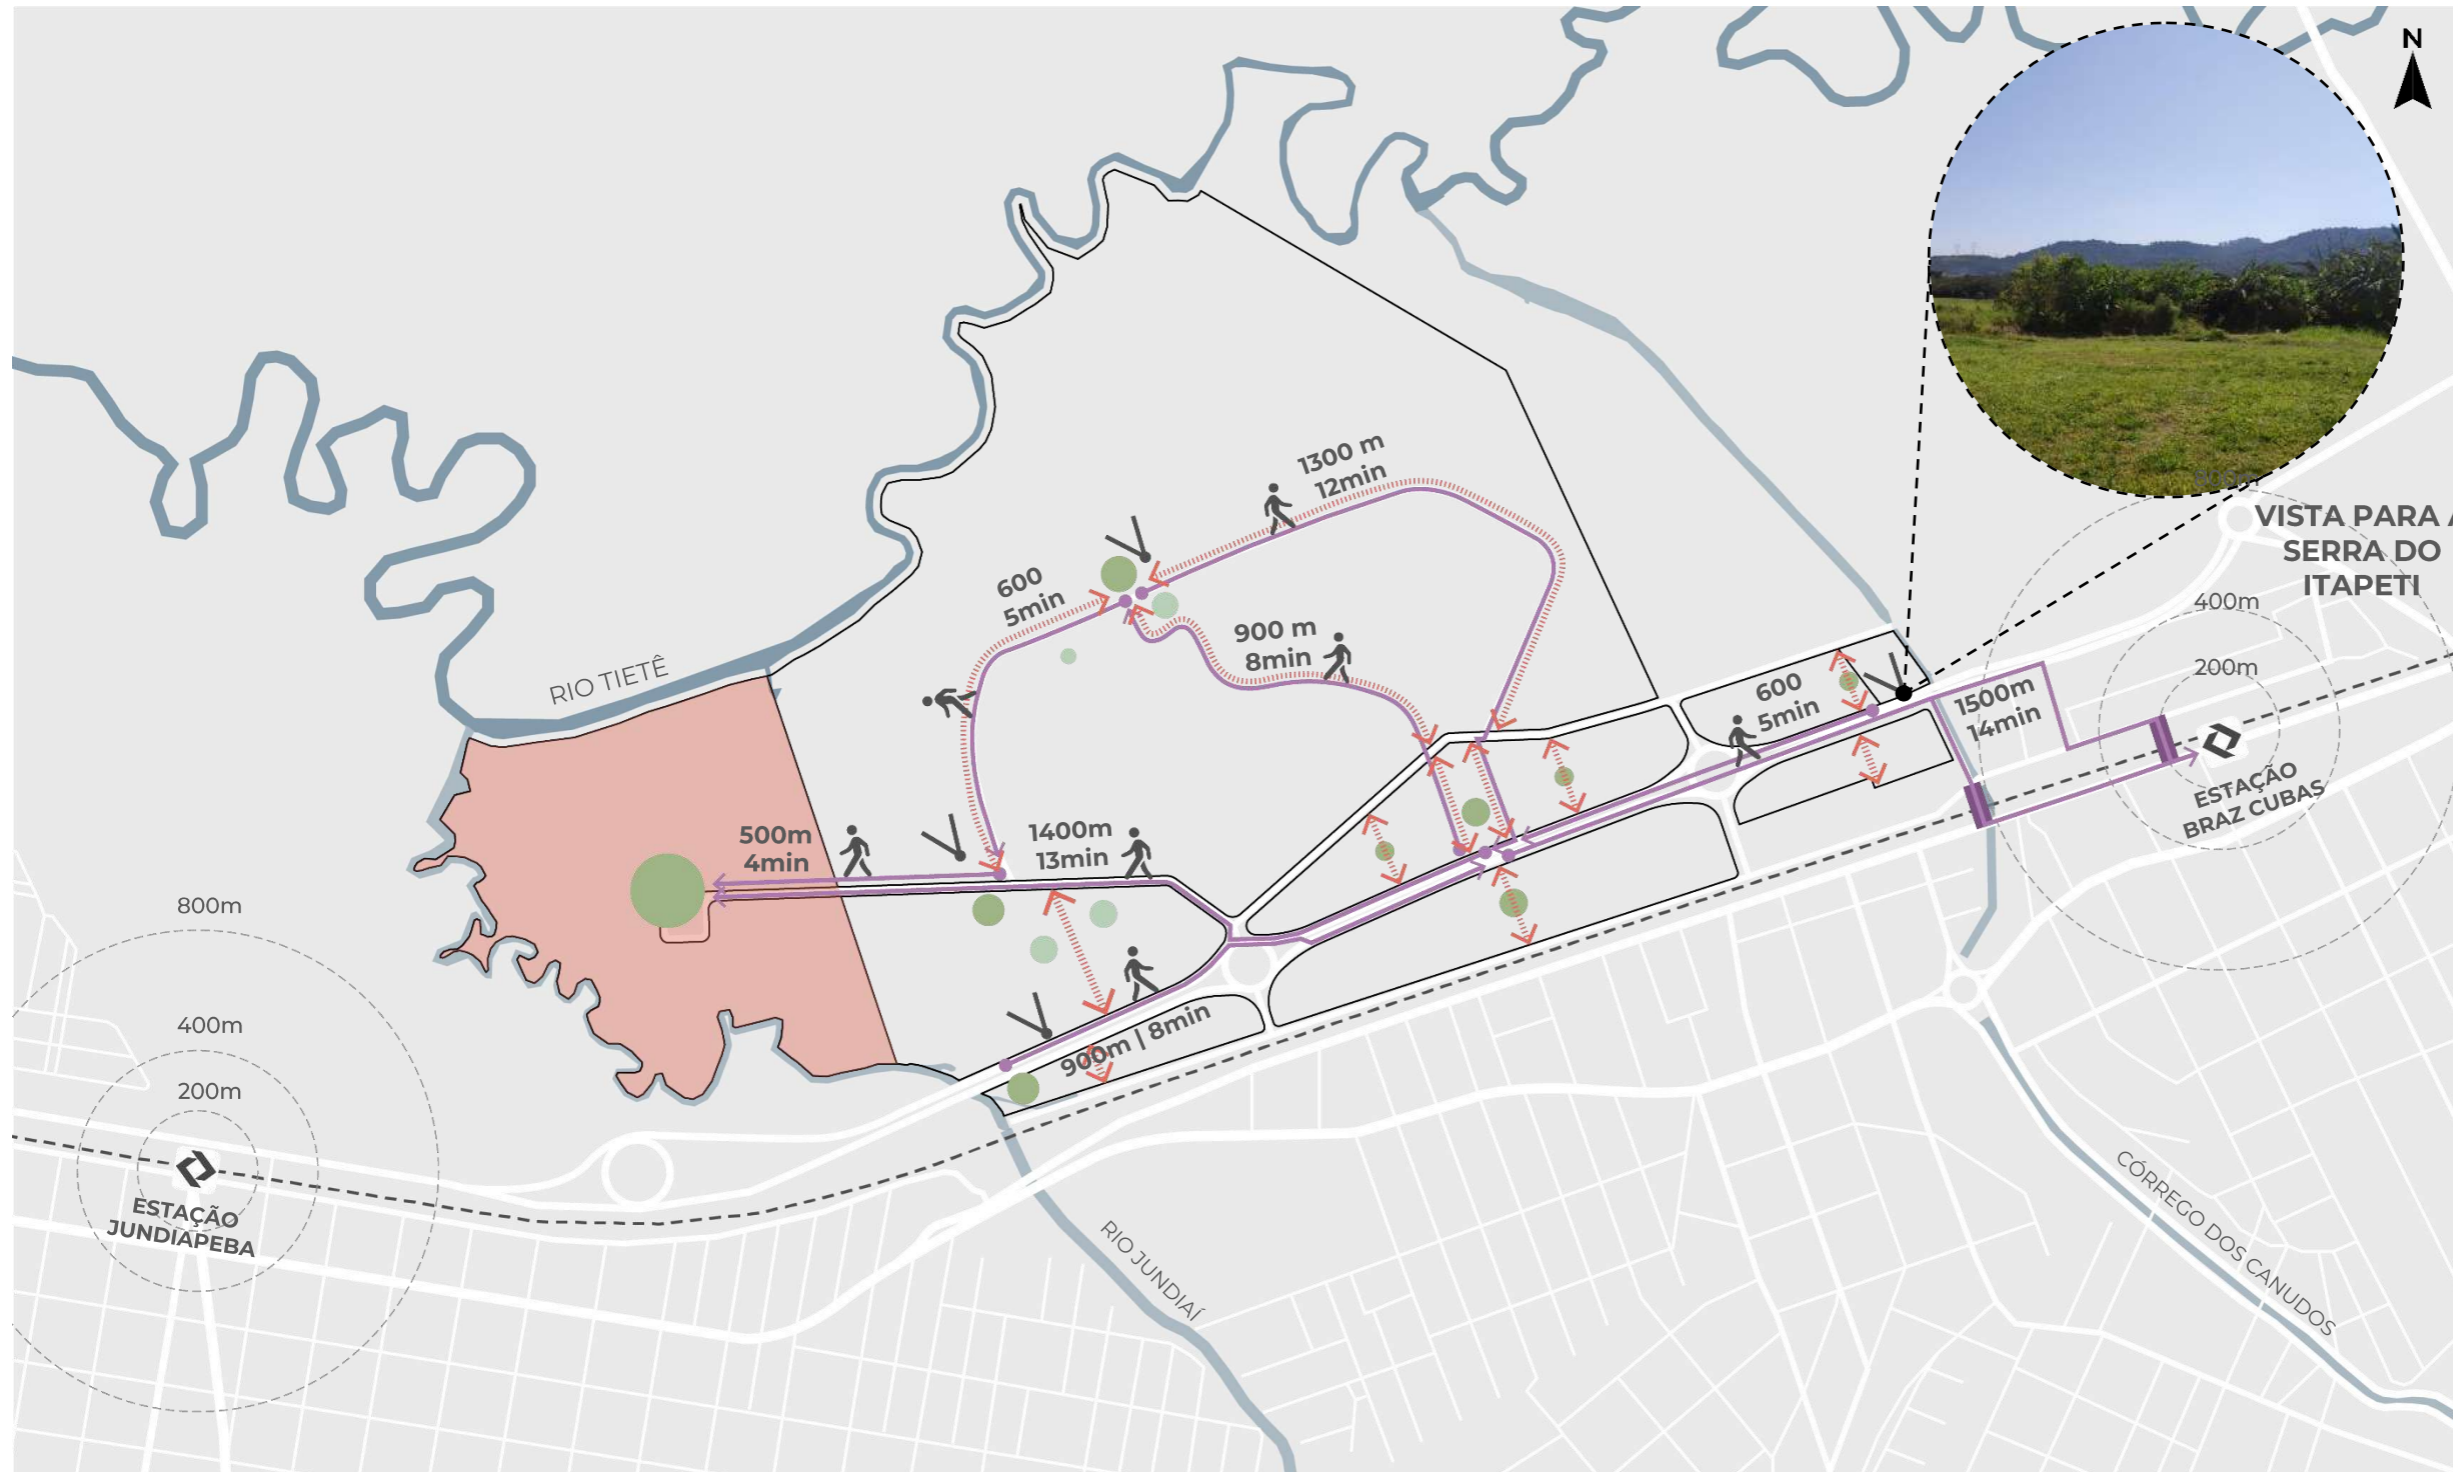 N
1300 m
12min
600
5min
900 m
8min
RIO TIETÊ
VISTA PARA A
SERRA DO
ITAPETI
800m
400m
200m
600
5min
1500m
14min
ESTAÇÃO
BRAZ CUBAS
500m
4min
1400m
13min
900m | 8min
800m
400m
200m
ESTAÇÃO
JUNDIAPEBA
RIO JUNDIAÍ
CÓRREGO DOS CANUDOS